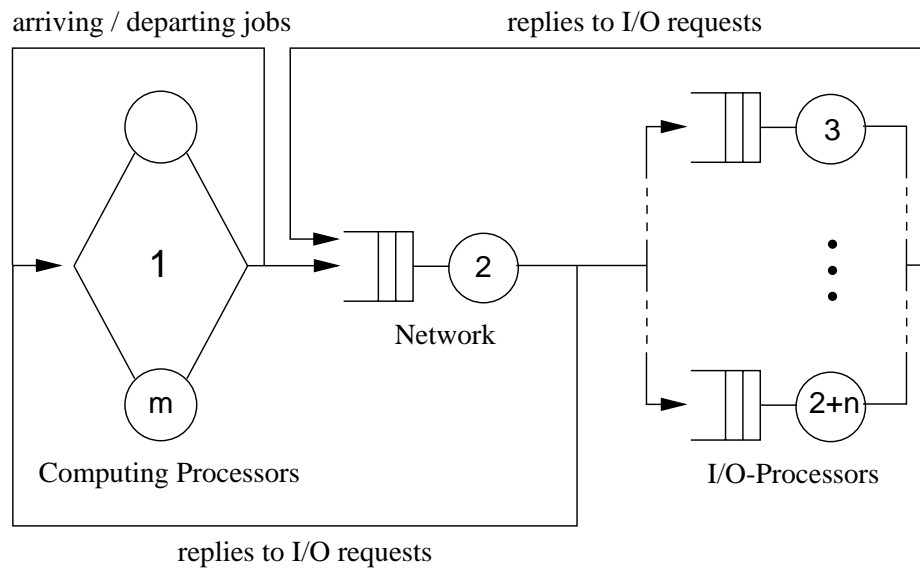 arriving / departing jobs
replies to I/O requests
3
1
2
Network
m
2+n
Computing Processors
I/O-Processors
replies to I/O requests